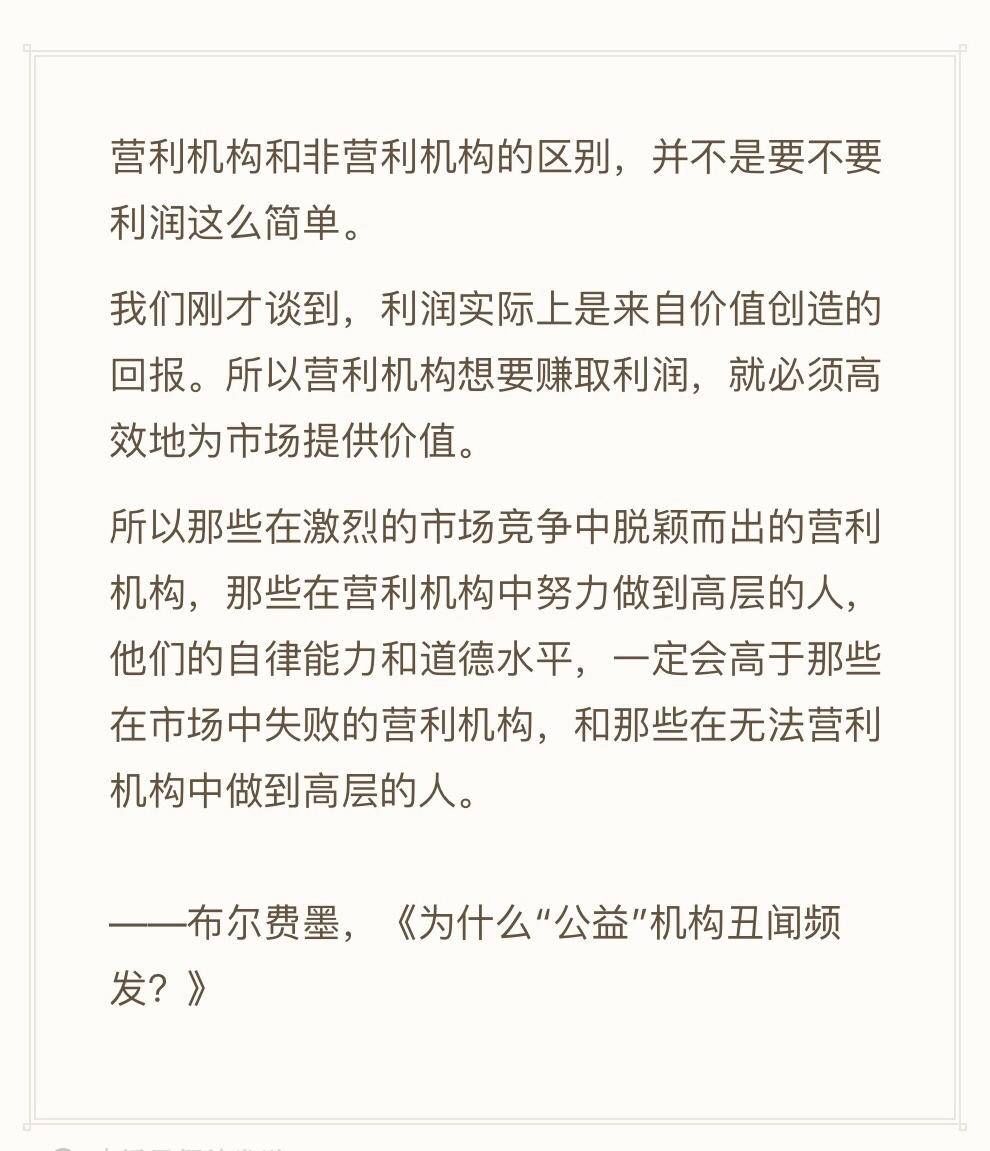 营利机构和非营利机构的区别，并不是要不要
利润这么简单。
我们刚才谈到，利润实际上是来自价值创造的
回报。所以营利机构想要赚取利润，就必须高
效地为市场提供价值。
所以那些在激烈的市场竞争中脱颖而出的营利
机构，那些在营利机构中努力做到高层的人，
他们的自律能力和道德水平，一定会高于那些
在市场中失败的营利机构，和那些在无法营利
机构中做到高层的人。
——布尔费墨，《为什么“公益”机构丑闻频
发？》